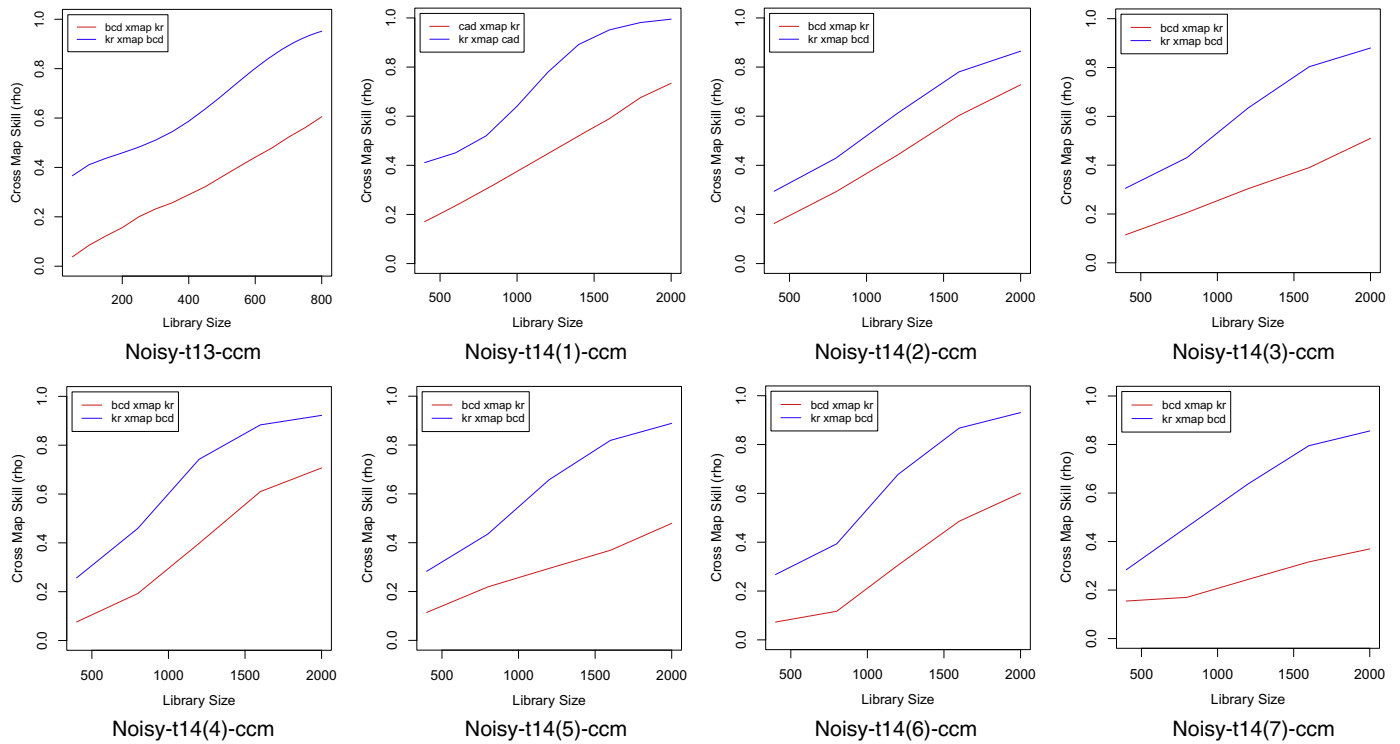 bcd xmap kr
kr xmap bcd
Cross Map Skill (rho)
0.0 0.2 0.4 0.6 0.8 1.0
200 400 600 800
Library Size
Noisy-t13-ccm
cad xmap kr
kr xmap cad
Cross Map Skill (rho)
0.0 0.2 0.4 0.6 0.8 1.0
500 1000 1500 2000
Library Size
Noisy-t14(1)-ccm
bcd xmap kr
kr xmap bcd
Cross Map Skill (rho)
0.0 0.2 0.4 0.6 0.8 1.0
500 1000 1500 2000
Library Size
Noisy-t14(2)-ccm
bcd xmap kr
kr xmap bcd
Cross Map Skill (rho)
0.0 0.2 0.4 0.6 0.8 1.0
500 1000 1500 2000
Library Size
Noisy-t14(3)-ccm
bcd xmap kr
kr xmap bcd
Cross Map Skill (rho)
0.0 0.2 0.4 0.6 0.8 1.0
500 1000 1500 2000
Library Size
Noisy-t14(4)-ccm
bcd xmap kr
kr xmap bcd
Cross Map Skill (rho)
0.0 0.2 0.4 0.6 0.8 1.0
500 1000 1500 2000
Library Size
Noisy-t14(5)-ccm
bcd xmap kr
kr xmap bcd
Cross Map Skill (rho)
0.0 0.2 0.4 0.6 0.8 1.0
500 1000 1500 2000
Library Size
Noisy-t14(6)-ccm
bcd xmap kr
kr xmap bcd
Cross Map Skill (rho)
0.0 0.2 0.4 0.6 0.8 1.0
500 1000 1500 2000
Library Size
Noisy-t14(7)-ccm